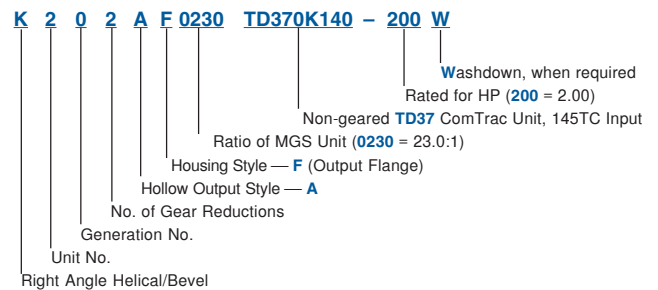 K 2 0 2 A F 0230 TD370K140 – 200 W
Washdown, when required
Rated for HP (200 = 2.00)
Non-geared TD37 ComTrac Unit, 145TC Input
Ratio of MGS Unit (0230 = 23.0:1)
Housing Style — F (Output Flange)
Hollow Output Style — A
No. of Gear Reductions
Generation No.
Unit No.
Right Angle Helical/Bevel